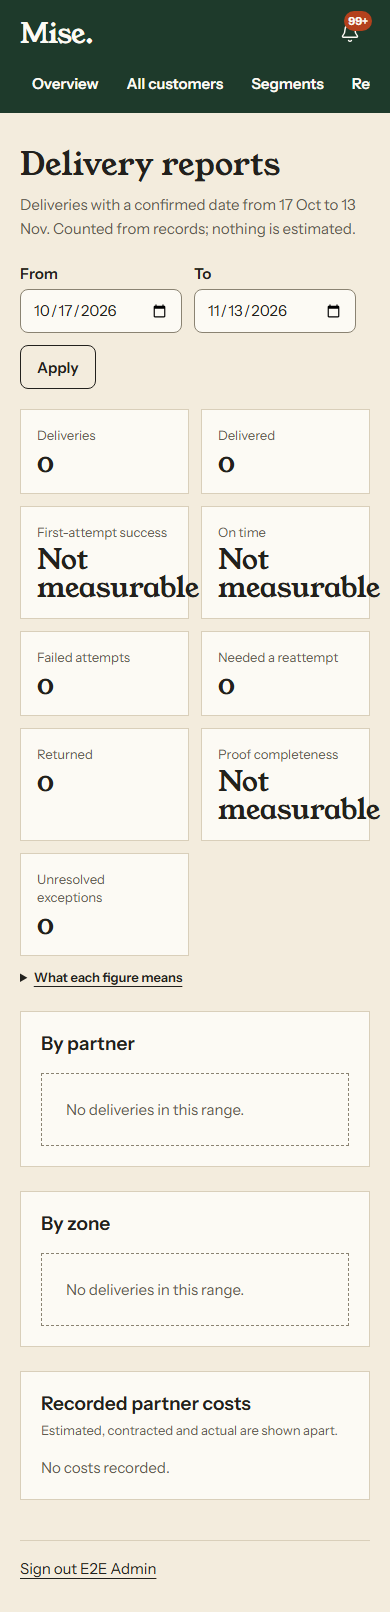 Mise.
99+
Overview All customers Segments Re
Delivery reports
Deliveries with a confirmed date from 17 Oct to 13
Nov. Counted from records; nothing is estimated.
From To
10/17/2026 11/13/2026
Apply
Deliveries Delivered
0 0
First-attempt success On time
Not Not
measurable measurable
Failed attempts Needed a reattempt
0 0
Returned Proof completeness
0 Not
measurable
Unresolved
exceptions
0
What each figure means
By partner
No deliveries in this range.
By zone
No deliveries in this range.
Recorded partner costs
Estimated, contracted and actual are shown apart.
No costs recorded.
Sign out E2E Admin